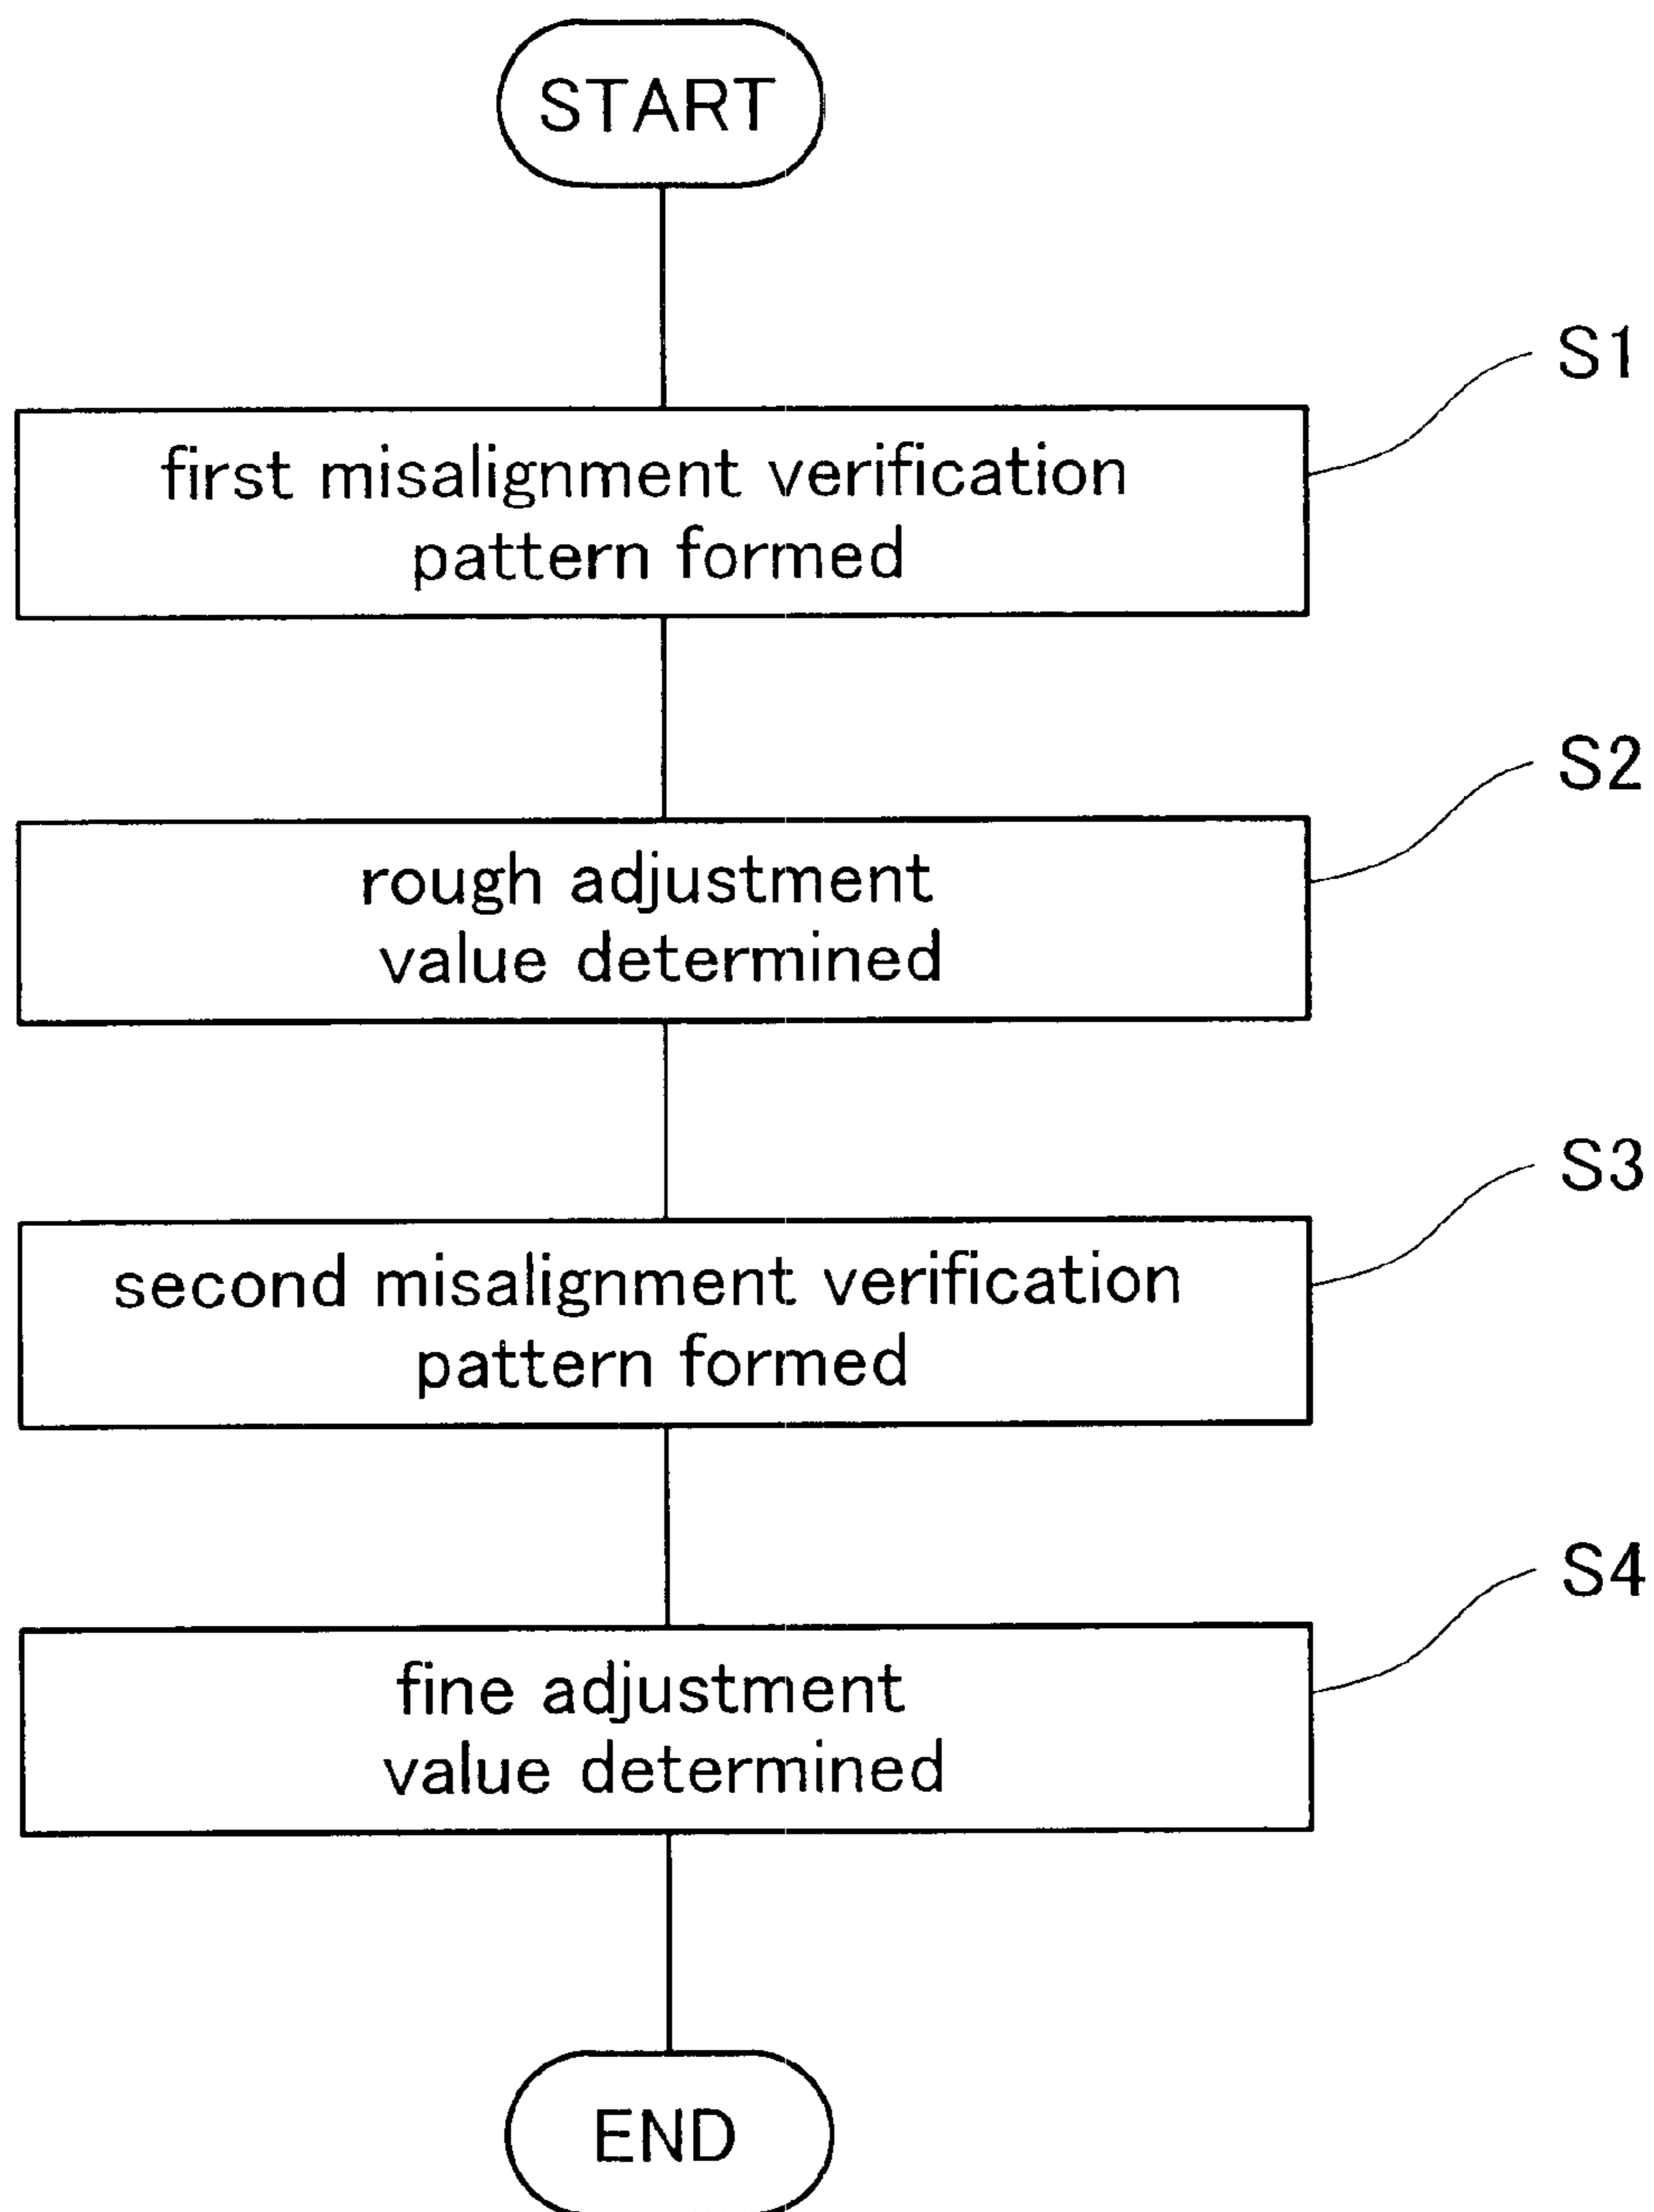 START
S1
first misalignment verification
pattern formed
S2
rough adjustment
value determined
S3
second misalignment verification
pattern formed
S4
fine adjustment
value determined
END